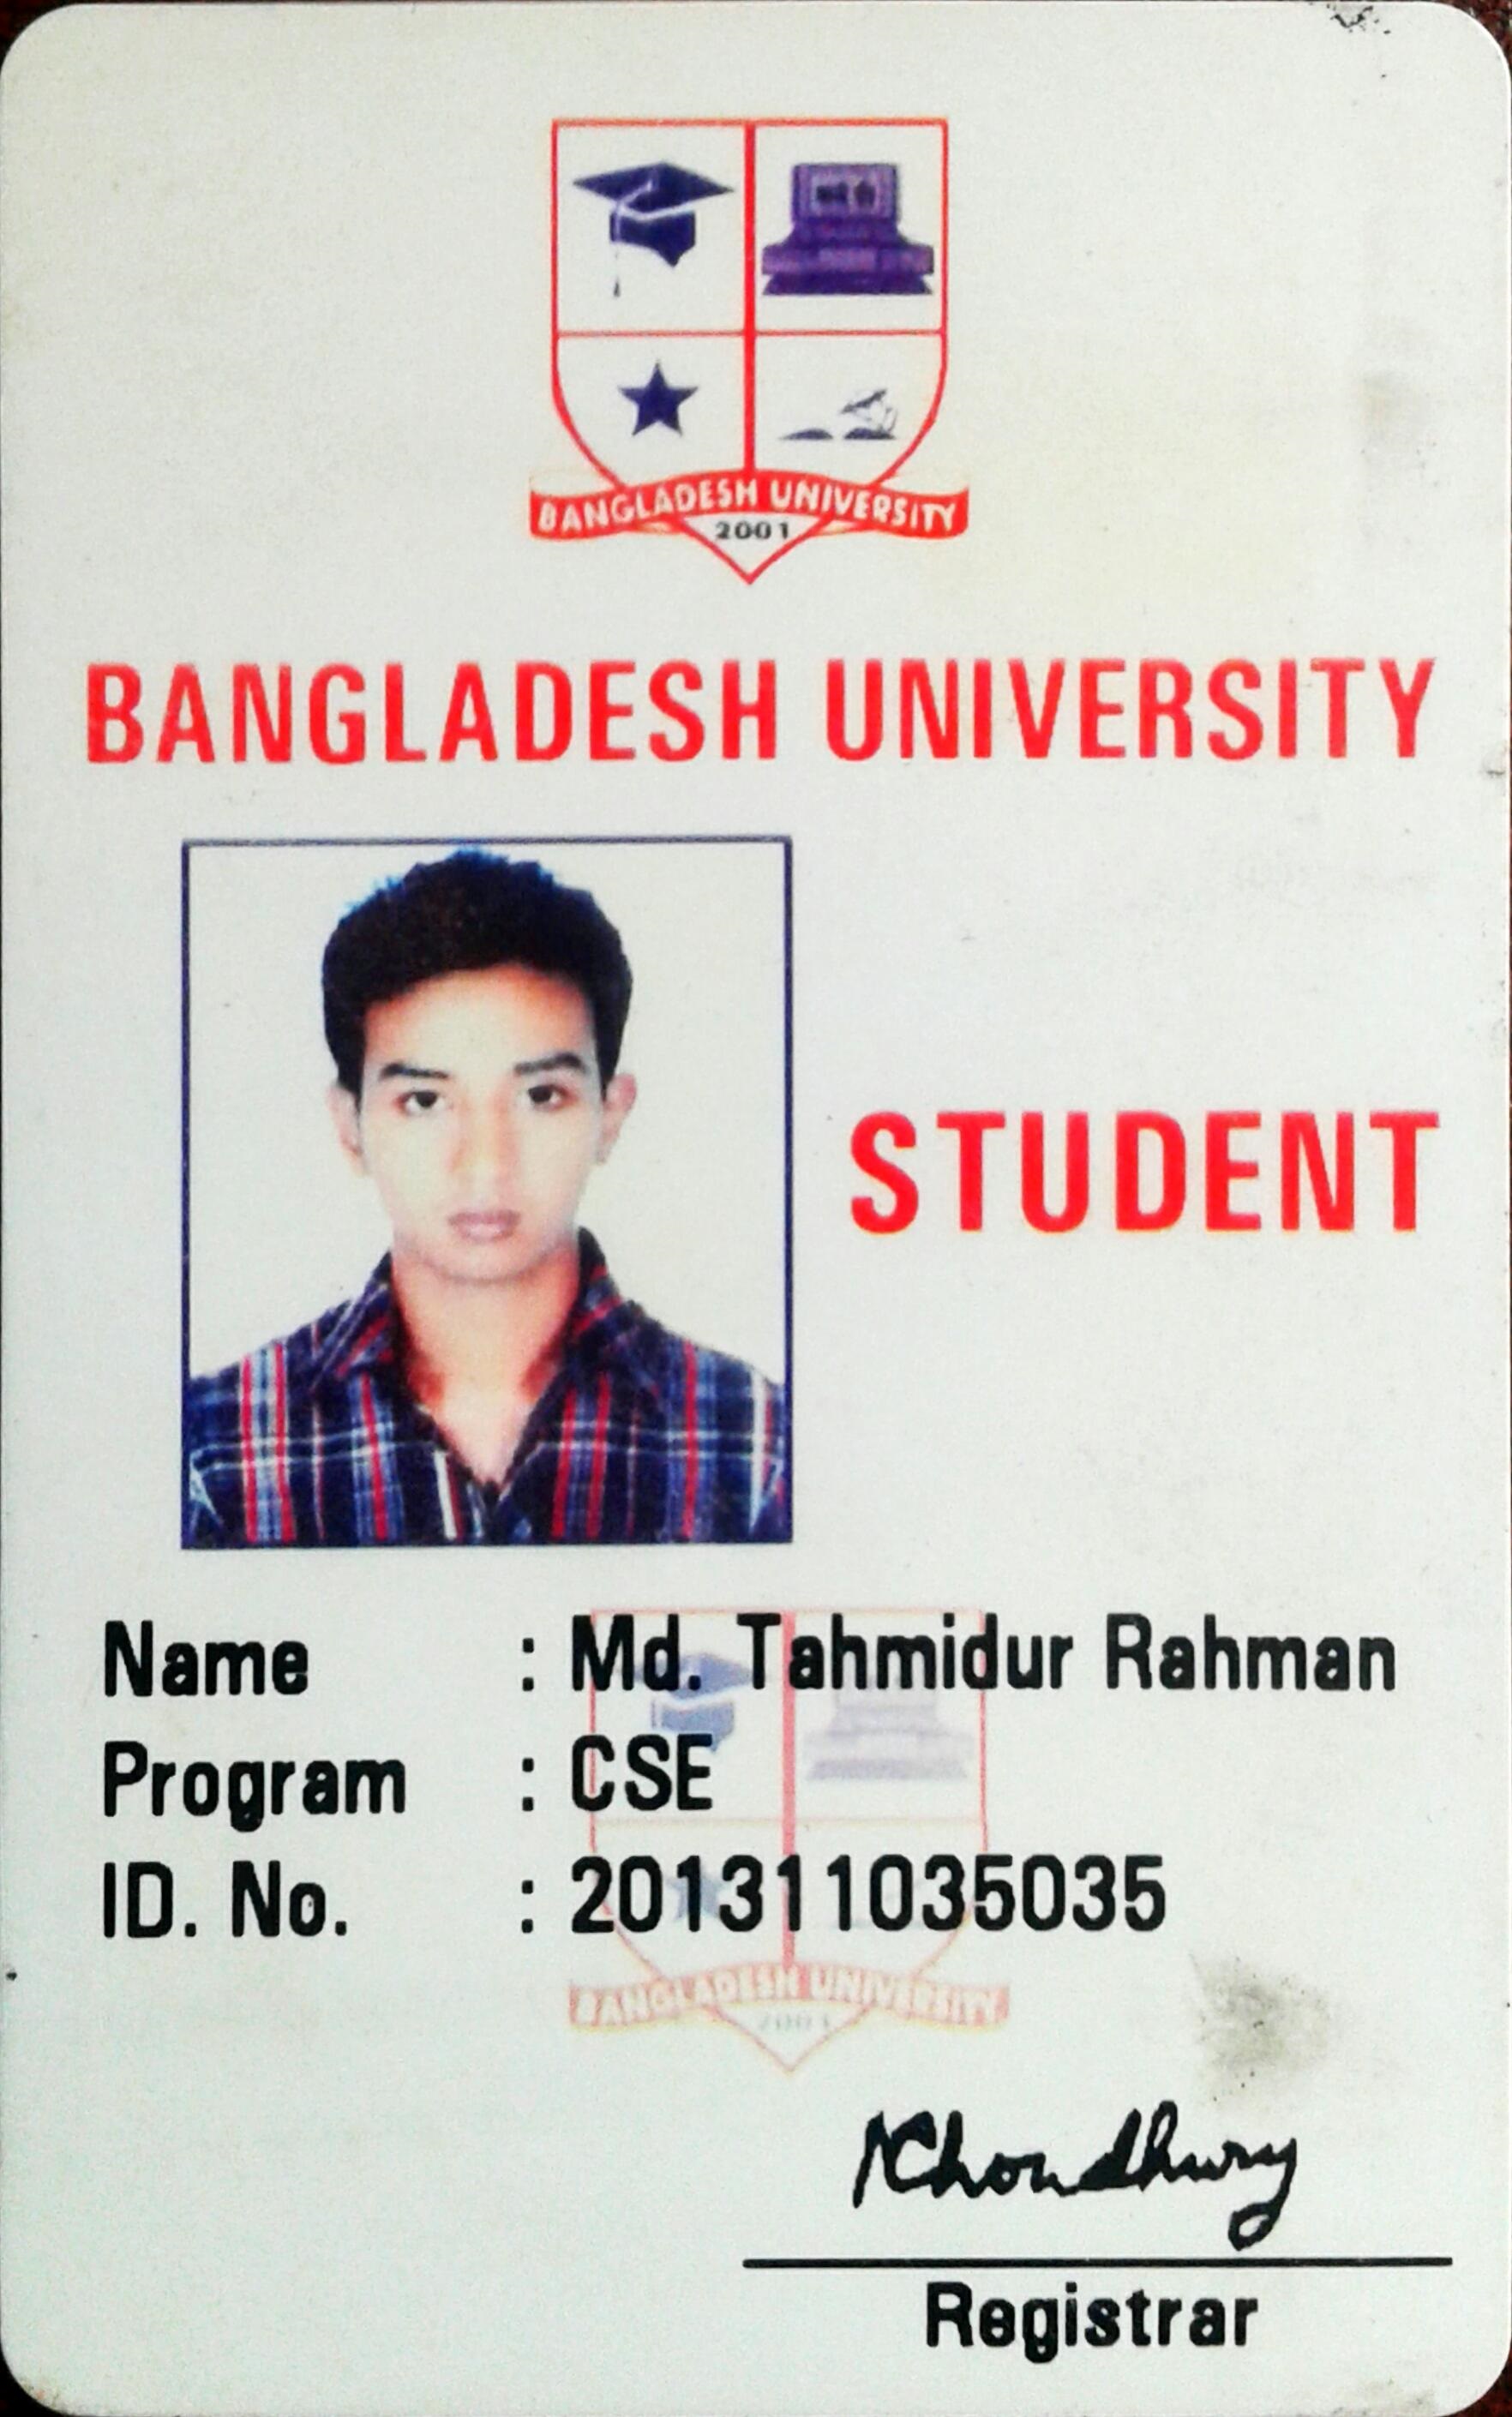 BANGLADESH UNIVERSITY
2001
BANGLADESH UNIVERSITY
STUDENT
Name : Md. Tahmidur Rahman
Program : CSE
ID. No. : 201311035035
BANGLADESH UNIVERSITY
2001
KChoudhury
Registrar